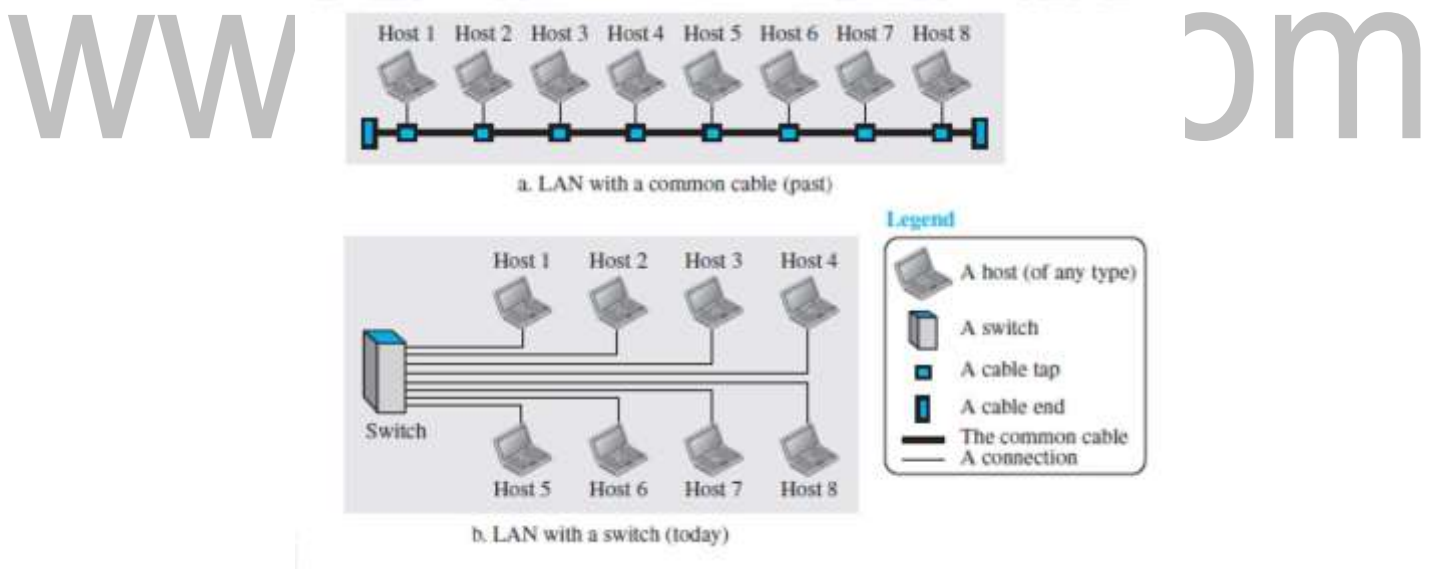 ww
om
Host 1 Host 2 Host 3 Host 4 Host 5 Host 6 Host 7 Host 8
a. LAN with a common cable (past)
Legend
Host 1 Host 2 Host 3 Host 4
A host (of any type)
A switch
A cable tap
A cable end
Switch
The common cable
A connection
Host 5 Host 6 Host 7 Host 8
b. LAN with a switch (today)